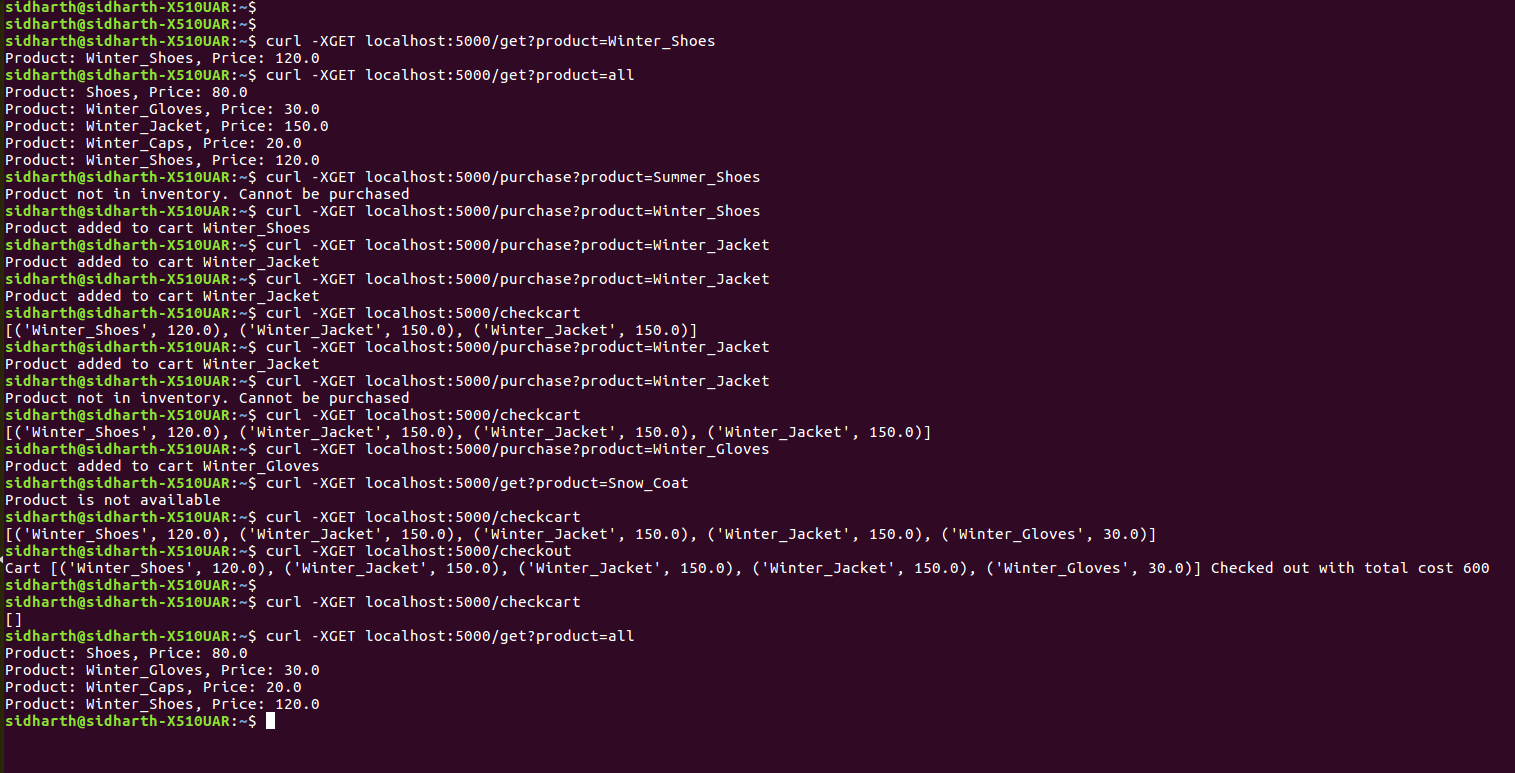 sidharth@sidharth-X510UAR:~$
sidharth@sidharth-X510UAR:~$
sidharth@sidharth-X510UAR:~$ curl -XGET localhost:5000/get?product=Winter_Shoes
Product: Winter_Shoes, Price: 120.0
sidharth@sidharth-X510UAR:~$ curl -XGET localhost:5000/get?product=all
Product: Shoes, Price: 80.0
Product: Winter_Gloves, Price: 30.0
Product: Winter_Jacket, Price: 150.0
Product: Winter_Caps, Price: 20.0
Product: Winter_Shoes, Price: 120.0
sidharth@sidharth-X510UAR:~$ curl -XGET localhost:5000/purchase?product=Summer_Shoes
Product not in inventory. Cannot be purchased
sidharth@sidharth-X510UAR:~$ curl -XGET localhost:5000/purchase?product=Winter_Shoes
Product added to cart Winter_Shoes
sidharth@sidharth-X510UAR:~$ curl -XGET localhost:5000/purchase?product=Winter_Jacket
Product added to cart Winter_Jacket
sidharth@sidharth-X510UAR:~$ curl -XGET localhost:5000/purchase?product=Winter_Jacket
Product added to cart Winter_Jacket
sidharth@sidharth-X510UAR:~$ curl -XGET localhost:5000/checkcart
[('Winter_Shoes', 120.0), ('Winter_Jacket', 150.0), ('Winter_Jacket', 150.0)]
sidharth@sidharth-X510UAR:~$ curl -XGET localhost:5000/purchase?product=Winter_Jacket
Product added to cart Winter_Jacket
sidharth@sidharth-X510UAR:~$ curl -XGET localhost:5000/purchase?product=Winter_Jacket
Product not in inventory. Cannot be purchased
sidharth@sidharth-X510UAR:~$ curl -XGET localhost:5000/checkcart
[('Winter_Shoes', 120.0), ('Winter_Jacket', 150.0), ('Winter_Jacket', 150.0), ('Winter_Jacket', 150.0)]
sidharth@sidharth-X510UAR:~$ curl -XGET localhost:5000/purchase?product=Winter_Gloves
Product added to cart Winter_Gloves
sidharth@sidharth-X510UAR:~$ curl -XGET localhost:5000/get?product=Snow_Coat
Product is not available
sidharth@sidharth-X510UAR:~$ curl -XGET localhost:5000/checkcart
[('Winter_Shoes', 120.0), ('Winter_Jacket', 150.0), ('Winter_Jacket', 150.0), ('Winter_Jacket', 150.0), ('Winter_Gloves', 30.0)]
sidharth@sidharth-X510UAR:~$ curl -XGET localhost:5000/checkout
Cart [('Winter_Shoes', 120.0), ('Winter_Jacket', 150.0), ('Winter_Jacket', 150.0), ('Winter_Jacket', 150.0), ('Winter_Gloves', 30.0)] Checked out with total cost 600
sidharth@sidharth-X510UAR:~$
sidharth@sidharth-X510UAR:~$ curl -XGET localhost:5000/checkcart
[]
sidharth@sidharth-X510UAR:~$ curl -XGET localhost:5000/get?product=all
Product: Shoes, Price: 80.0
Product: Winter_Gloves, Price: 30.0
Product: Winter_Caps, Price: 20.0
Product: Winter_Shoes, Price: 120.0
sidharth@sidharth-X510UAR:~$